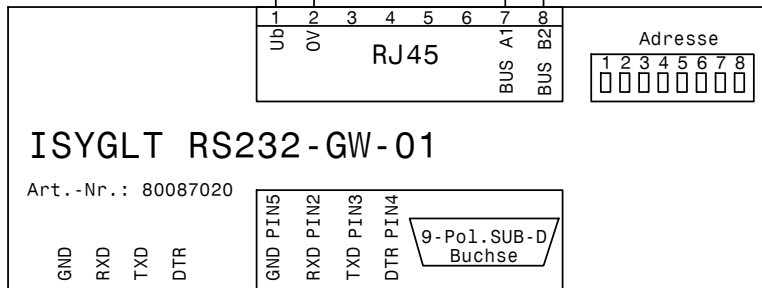 1 2 3 4 5 6 7 8
Ub 0V RJ45 BUS A1 BUS B2
Adresse
1 2 3 4 5 6 7 8
ISYGLT RS232-GW-01
Art.-Nr.: 80087020
GND RXD TXD DTR
GND PIN5
RXD PIN2
TXD PIN3
DTR PIN4
9-Pol.SUB-D
Buchse